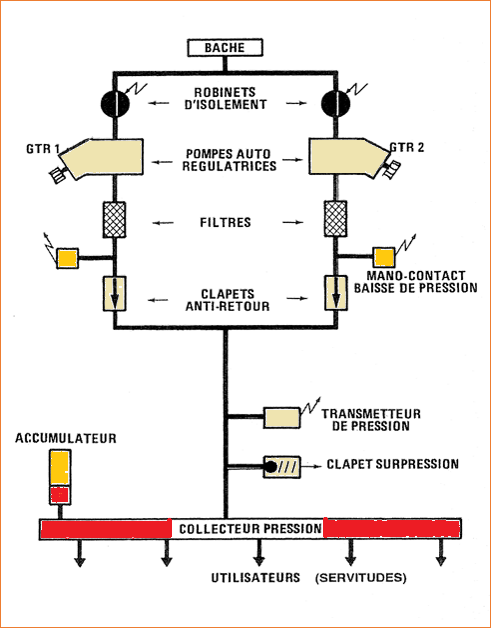 BACHE
ROBINETS
D'ISOLEMENT
GTR 1
GTR 2
POMPES AUTO
REGULATRICES
FILTRES
MANO-CONTACT
BAISSE DE PRESSION
CLAPETS
ANTI-RETOUR
TRANSMETTEUR
DE PRESSION
ACCUMULATEUR
CLAPET SURPRESSION
COLLECTEUR PRESSION
UTILISATEURS (SERVITUDES)